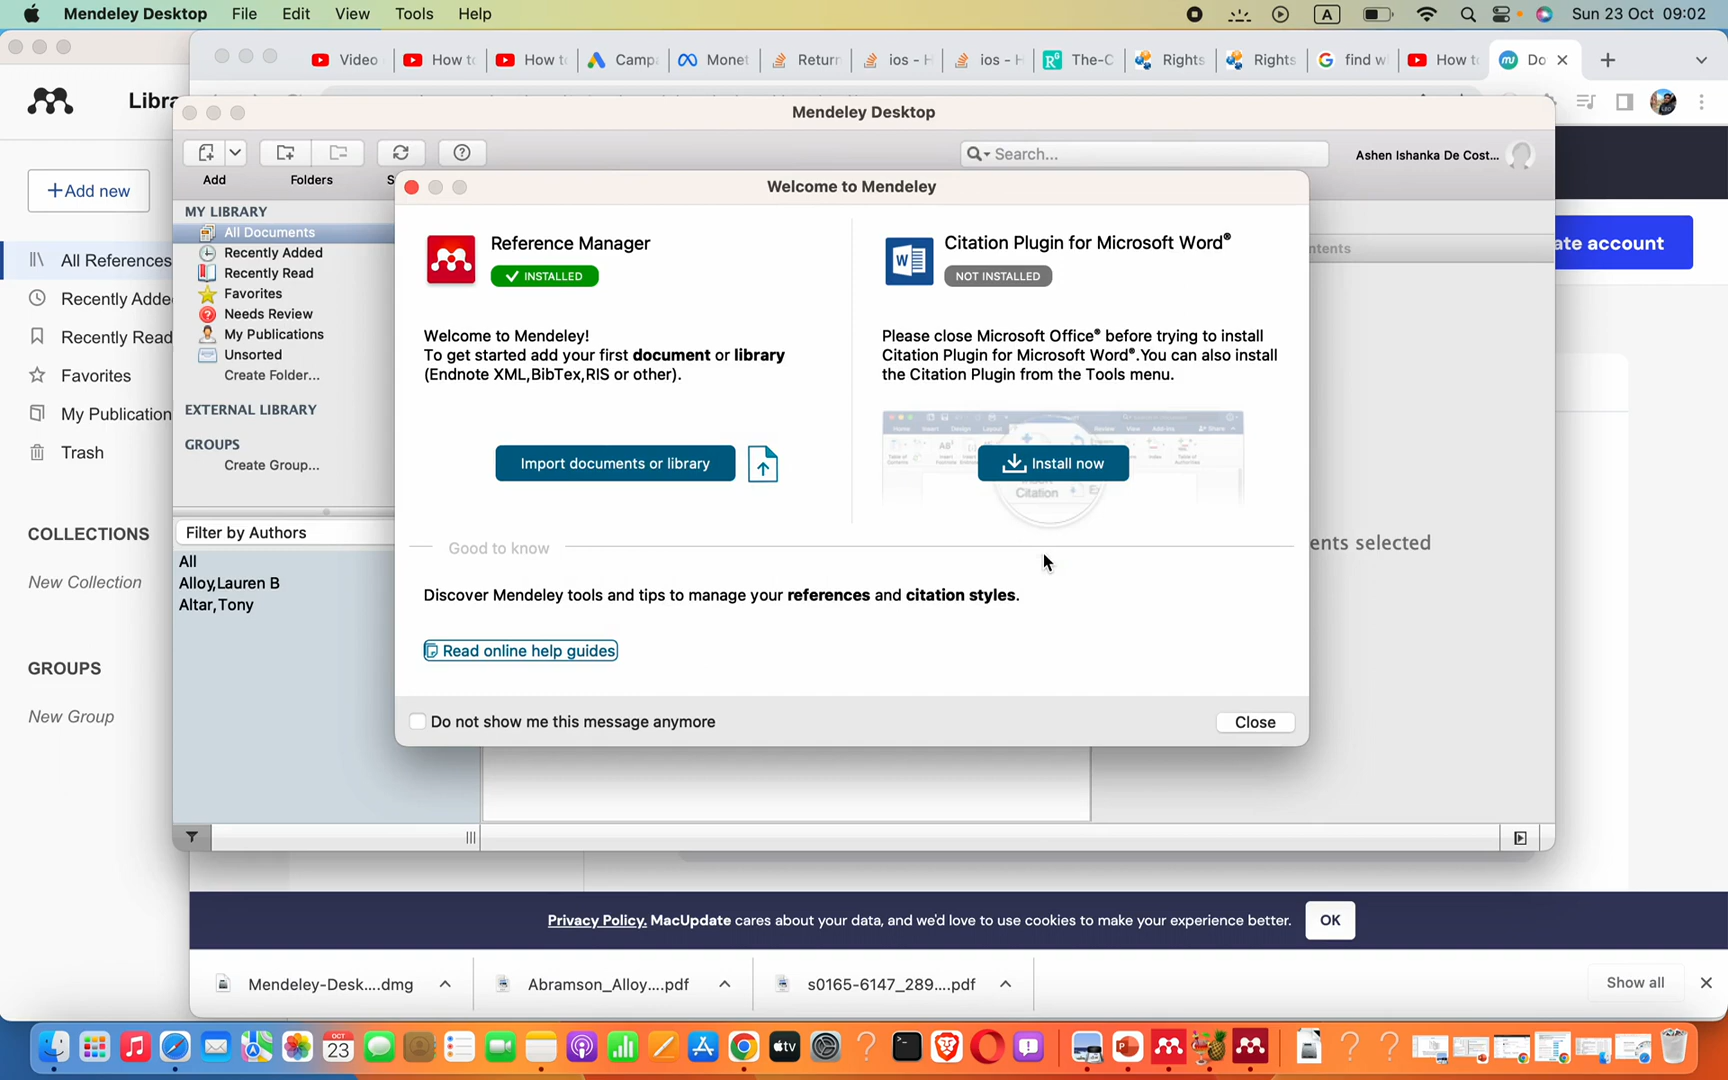 Mendeley Desktop File Edit View Tools Help
A Sun 23 Oct 09:02
Video How to How to Campa Monet Return ios - H ios - H The-C Rights Rights find w How to Do
Libra
Mendeley Desktop
+Add new
Add Folders S
Search...
Ashen Ishanka De Cost...
All References
Recently Adde
Recently Read
Favorites
My Publication
Trash
COLLECTIONS
New Collection
GROUPS
New Group
MY LIBRARY
All Documents
Recently Added
Recently Read
Favorites
Needs Review
My Publications
Unsorted
Create Folder...
EXTERNAL LIBRARY
GROUPS
Create Group...
Filter by Authors
All
Alloy, Lauren B
Altar, Tony
Welcome to Mendeley
Reference Manager
INSTALLED
Welcome to Mendeley!
To get started add your first document or library
(Endnote XML,BibTex,RIS or other).
Import documents or library
Citation Plugin for Microsoft Word®
NOT INSTALLED
Please close Microsoft Office® before trying to install
Citation Plugin for Microsoft Word®.You can also install
the Citation Plugin from the Tools menu.
Install now
Citation
Good to know
Discover Mendeley tools and tips to manage your references and citation styles.
Read online help guides
Do not show me this message anymore
Close
ntents
ate account
ents selected
Privacy Policy. MacUpdate cares about your data, and we'd love to use cookies to make your experience better.
OK
Mendeley-Desk....dmg
Abramson_Alloy....pdf
s0165-6147_289....pdf
Show all
OCT
23
tv